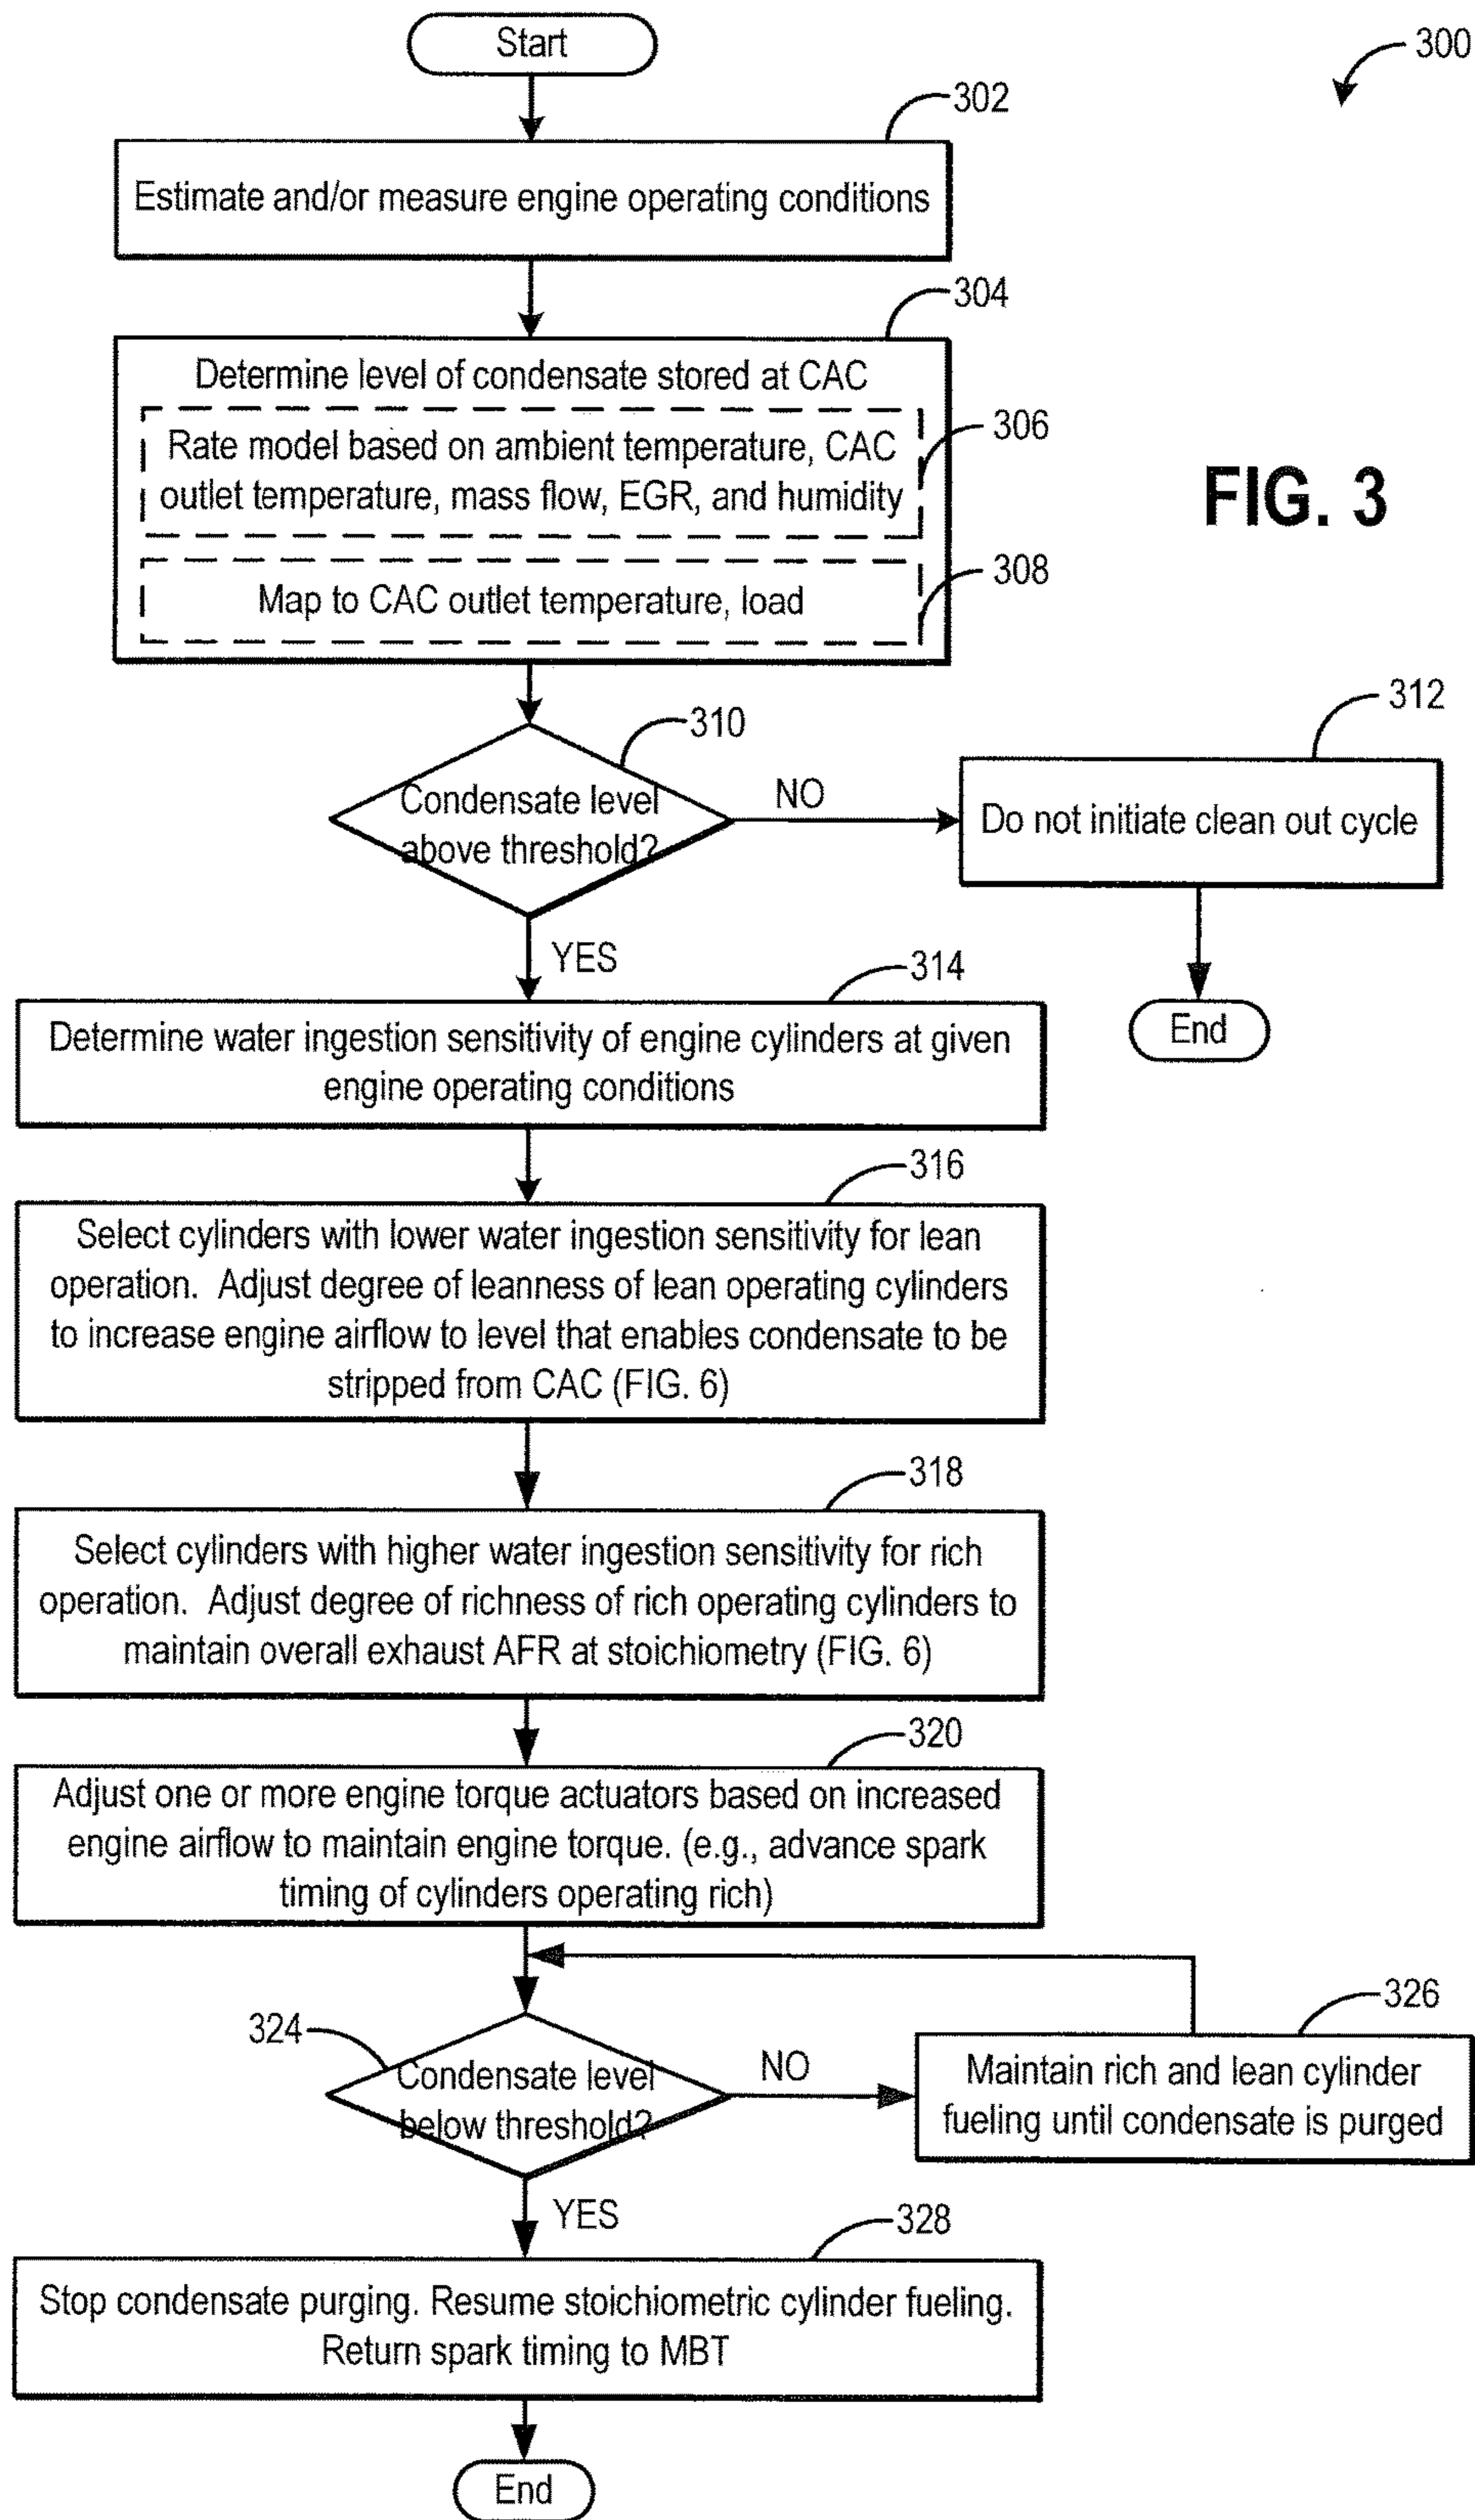 Start
300
302
Estimate and/or measure engine operating conditions
304
Determine level of condensate stored at CAC
306
Rate model based on ambient temperature, CAC
outlet temperature, mass flow, EGR, and humidity
FIG. 3
308
Map to CAC outlet temperature, load
310
312
Condensate level
above threshold?
NO
Do not initiate clean out cycle
YES
End
314
Determine water ingestion sensitivity of engine cylinders at given
engine operating conditions
316
Select cylinders with lower water ingestion sensitivity for lean
operation. Adjust degree of leanness of lean operating cylinders
to increase engine airflow to level that enables condensate to be
stripped from CAC (FIG. 6)
318
Select cylinders with higher water ingestion sensitivity for rich
operation. Adjust degree of richness of rich operating cylinders to
maintain overall exhaust AFR at stoichiometry (FIG. 6)
320
Adjust one or more engine torque actuators based on increased
engine airflow to maintain engine torque. (e.g., advance spark
timing of cylinders operating rich)
324
326
Condensate level
below threshold?
NO
Maintain rich and lean cylinder
fueling until condensate is purged
YES
328
Stop condensate purging. Resume stoichiometric cylinder fueling.
Return spark timing to MBT
End